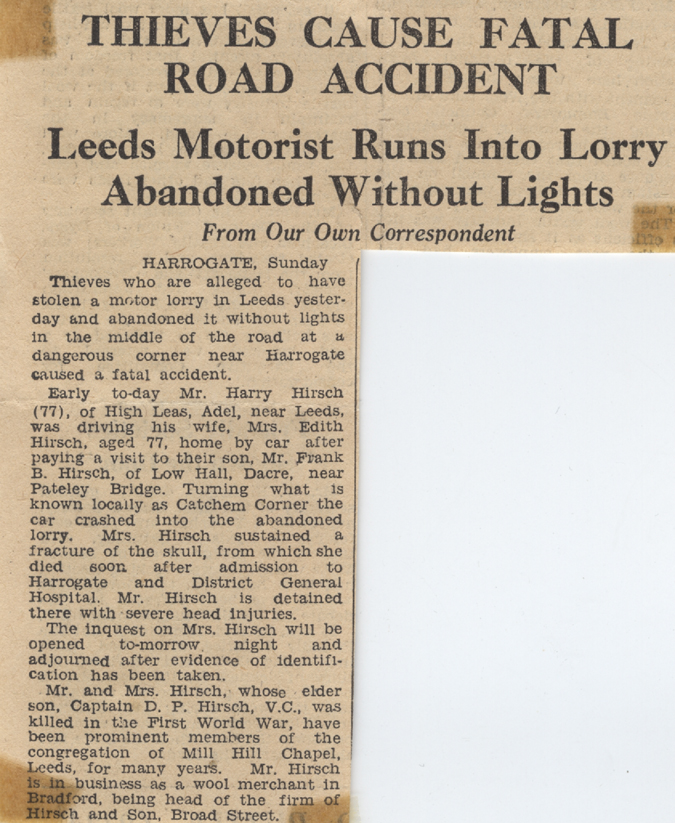 THIEVES CAUSE FATAL
ROAD ACCIDENT
Leeds Motorist Runs Into Lorry
Abandoned Without Lights
From Our Own Correspondent
HARROGATE, Sunday
Thieves who are alleged to have
stolen a motor lorry in Leeds yester-
day and abandoned it without lights
in the middle of the road at a
dangerous corner near Harrogate
caused a fatal accident.
Early to-day Mr. Harry Hirsch
(77), of High Leas, Adel, near Leeds,
was driving his wife, Mrs. Edith
Hirsch, aged 77, home by car after
paying a visit to their son, Mr. Frank
B. Hirsch, of Low Hall, Dacre, near
Pateley Bridge. Turning what is
known locally as Catchem Corner the
car crashed into the abandoned
lorry. Mrs. Hirsch sustained a
fracture of the skull, from which she
died soon after admission to
Harrogate and District General
Hospital. Mr. Hirsch is detained
there with severe head injuries.
The inquest on Mrs. Hirsch will be
opened to-morrow night and
adjourned after evidence of identifi-
cation has been taken.
Mr. and Mrs. Hirsch, whose elder
son, Captain D. P. Hirsch, V.C., was
killed in the First World War, have
been prominent members of the
congregation of Mill Hill Chapel,
Leeds, for many years. Mr. Hirsch
is in business as a wool merchant in
Bradford, being head of the firm of
Hirsch and Son, Broad Street.